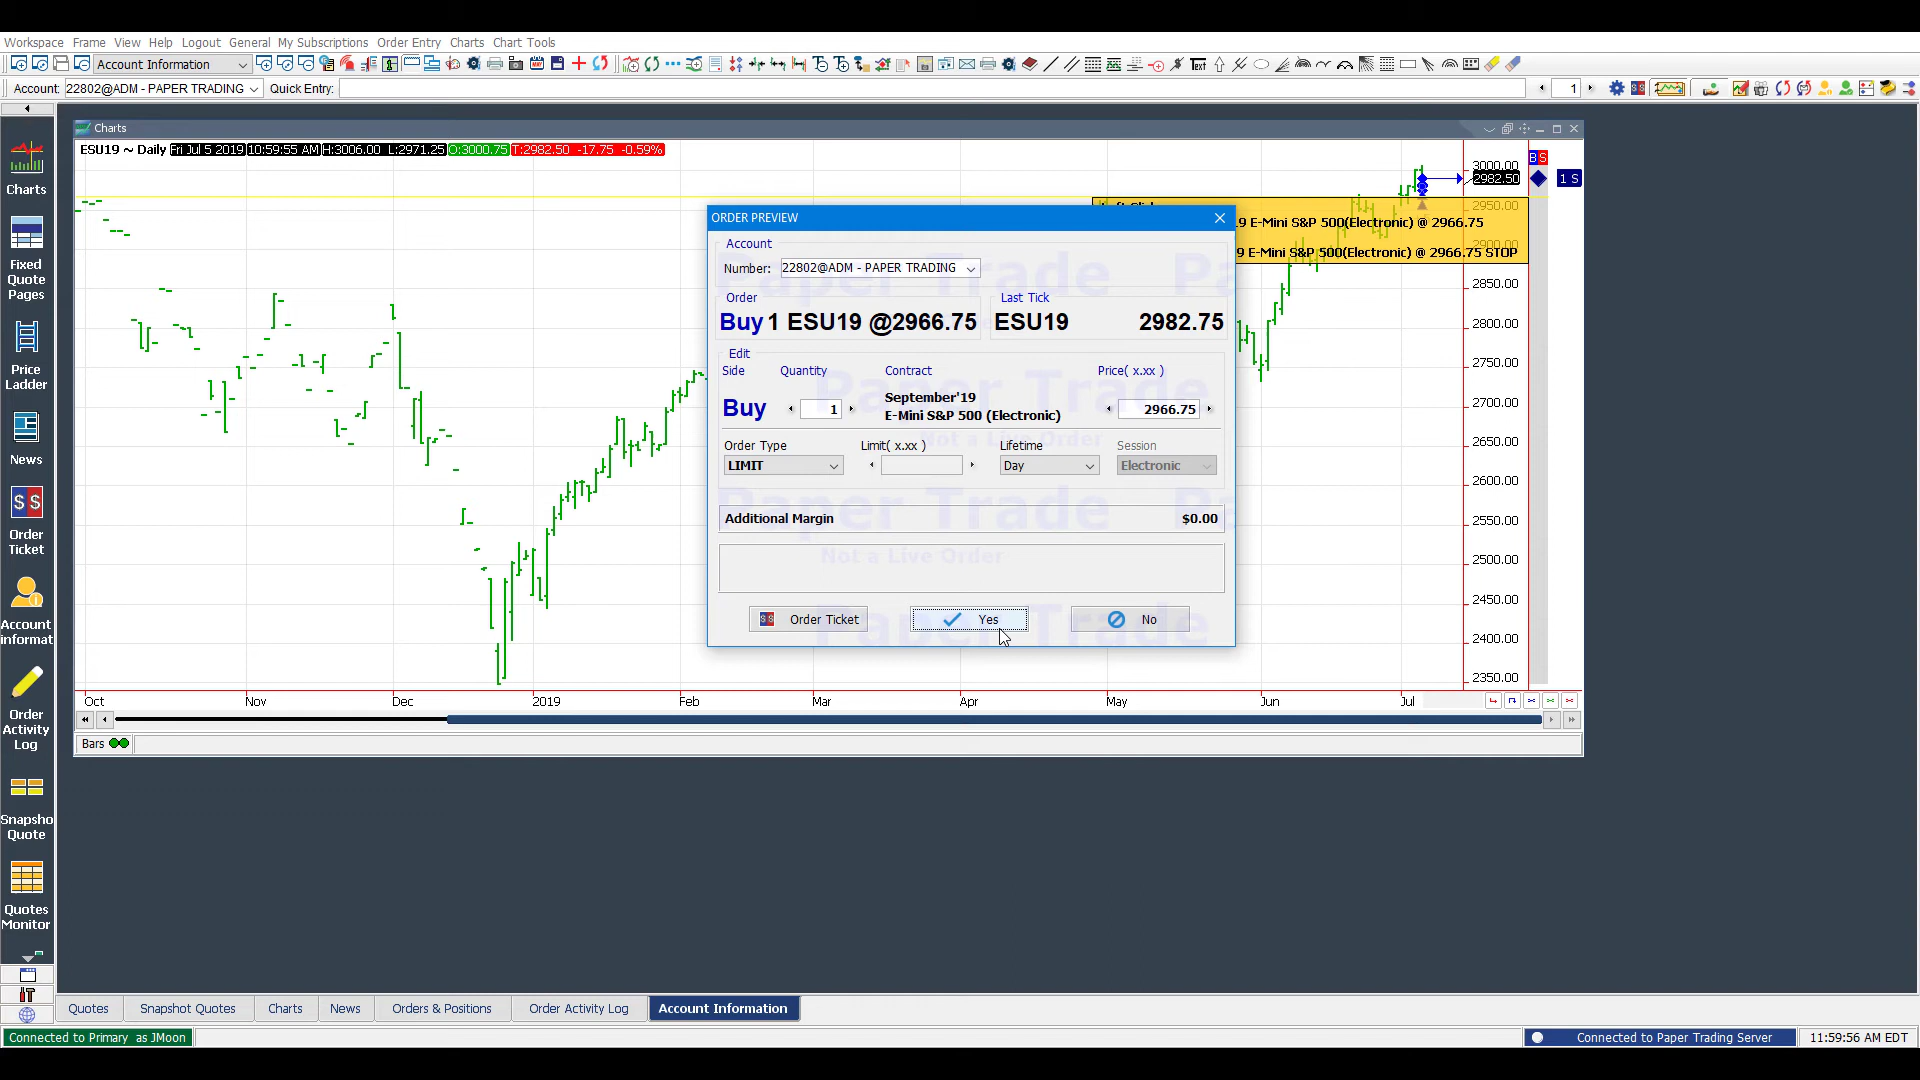 Workspace Frame View Help Logout General My Subscriptions Order Entry Charts Chart Tools
Account Information
Text
Account: 22802@ADM - PAPER TRADING Quick Entry: 1
Charts
ESU19 ~ Daily Fri Jul 5 2019 10:59:55 AM H:3006.00 L:2971.25 O:3000.75 T:2982.50 -17.75 -0.59%
B S
3000.00
2982.50
1 S
2950.00
2900.00
2850.00
2800.00
2750.00
2700.00
2650.00
2600.00
2550.00
2500.00
2450.00
2400.00
2350.00
19 E-Mini S&P 500(Electronic) @ 2966.75
9 E-Mini S&P 500(Electronic) @ 2966.75 STOP
ORDER PREVIEW
Account
Number: 22802@ADM - PAPER TRADING
Order
Last Tick
Buy 1 ESU19 @2966.75 ESU19 2982.75
Edit
Side Quantity Contract Price( x.xx )
Buy 1 September'19
E-Mini S&P 500 (Electronic)
2966.75
Order Type Limit( x.xx ) Lifetime Session
LIMIT Day Electronic
Additional Margin $0.00
Paper Trade
Not a Live Order
Order Ticket Yes No
Oct Nov Dec 2019 Feb Mar Apr May Jun Jul
Bars
Charts
Fixed
Quote
Pages
Price
Ladder
News
Order
Ticket
Account
Informat
Order
Activity
Log
Snapsho
Quote
Quotes
Monitor
Quotes Snapshot Quotes Charts News Orders & Positions Order Activity Log Account Information
Connected to Primary as JMoon
Connected to Paper Trading Server
11:59:56 AM EDT